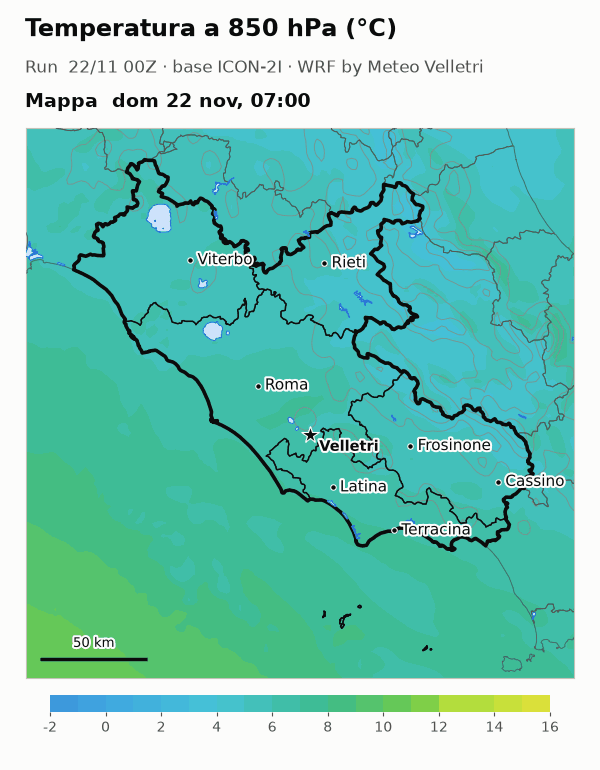 Temperatura a 850 hPa (°C)
Run  22/11 00Z · base ICON-2I · WRF by Meteo Velletri
Mappa  dom 22 nov, 07:00
Viterbo
Rieti
Roma
Velletri
Frosinone
Latina
Cassino
Terracina
50 km
-2 0 2 4 6 8 10 12 14 16